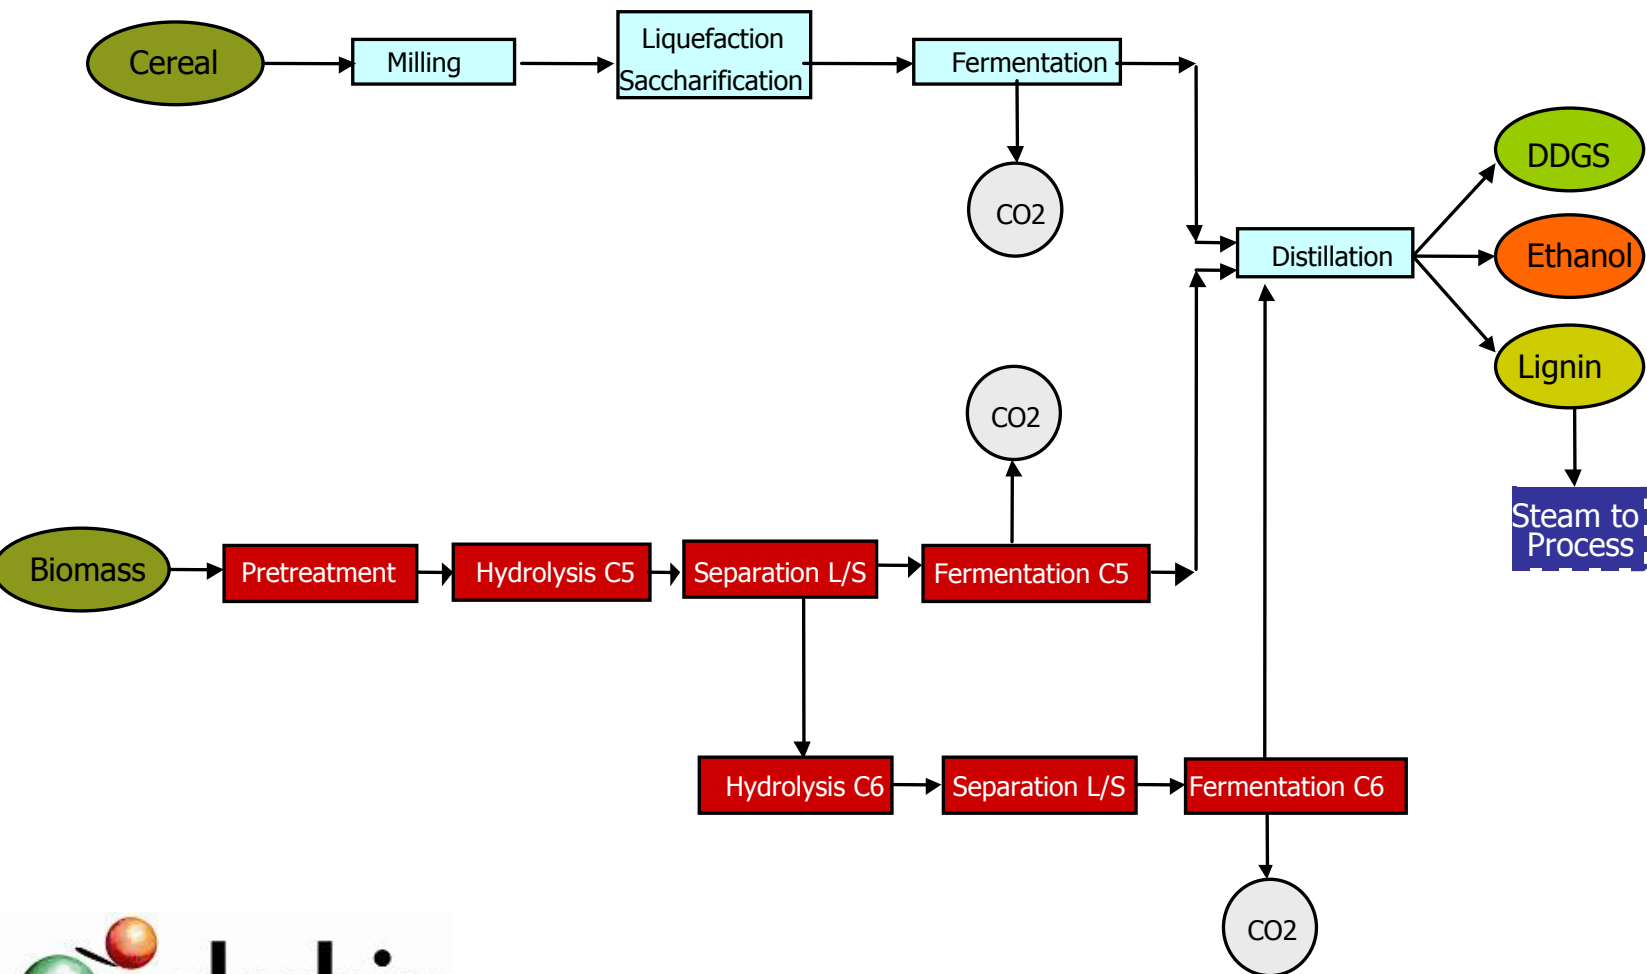 Cereal
Milling
Liquefaction
Saccharification
Fermentation
CO2
DDGS
Ethanol
Distillation
Lignin
CO2
Steam to
Process
Biomass
Pretreatment
Hydrolysis C5
Separation L/S
Fermentation C5
Hydrolysis C6
Separation L/S
Fermentation C6
CO2